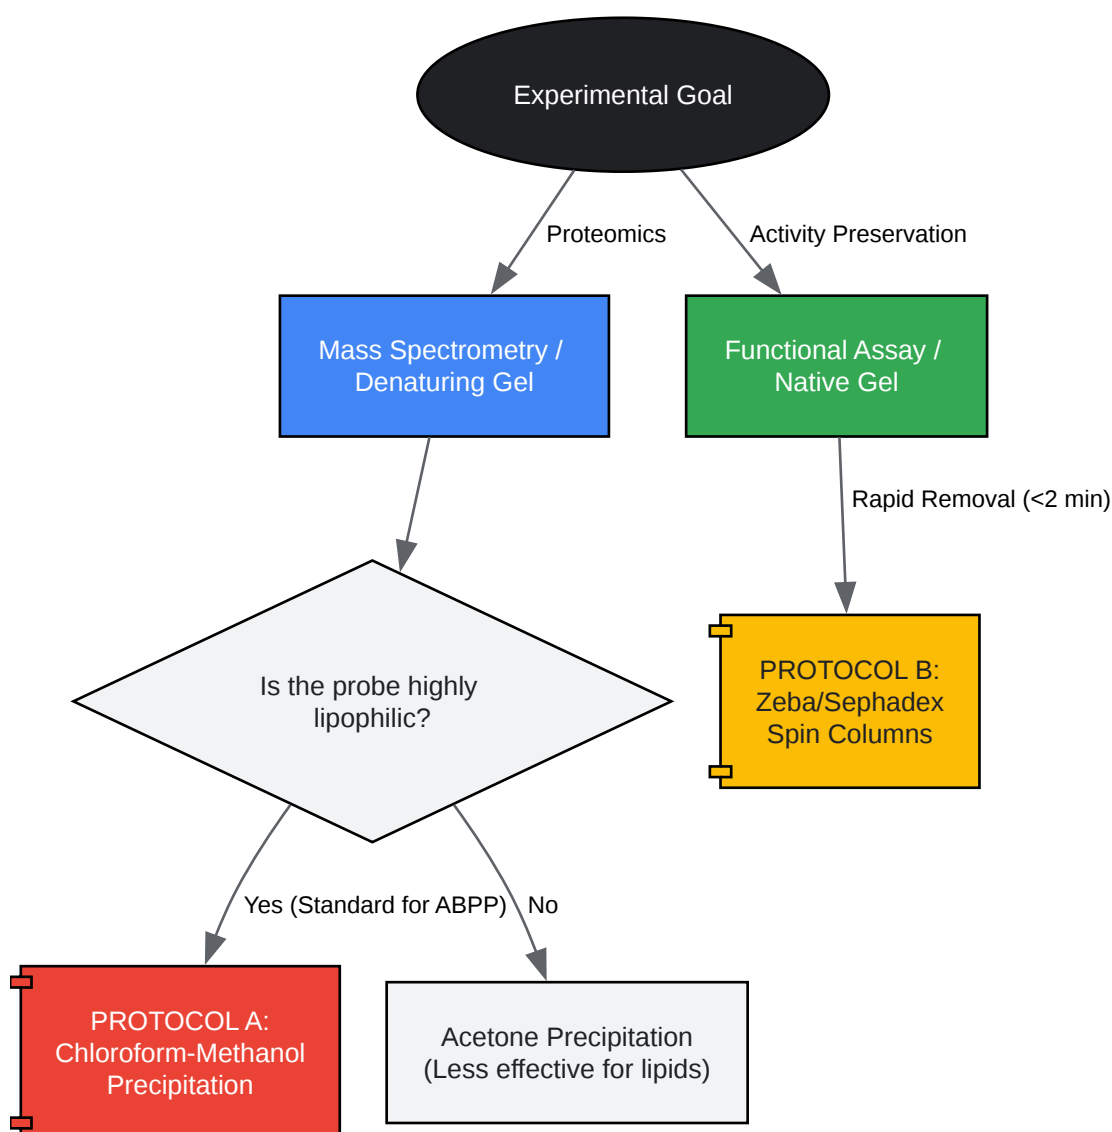 Experimental Goal
Proteomics
Activity Preservation
Mass Spectrometry /
Denaturing Gel
Functional Assay /
Native Gel
Rapid Removal (<2 min)
Is the probe highly
lipophilic?
PROTOCOL B:
Zeba/Sephadex
Spin Columns
Yes (Standard for ABPP)
No
PROTOCOL A:
Chloroform-Methanol
Precipitation
Acetone Precipitation
(Less effective for lipids)